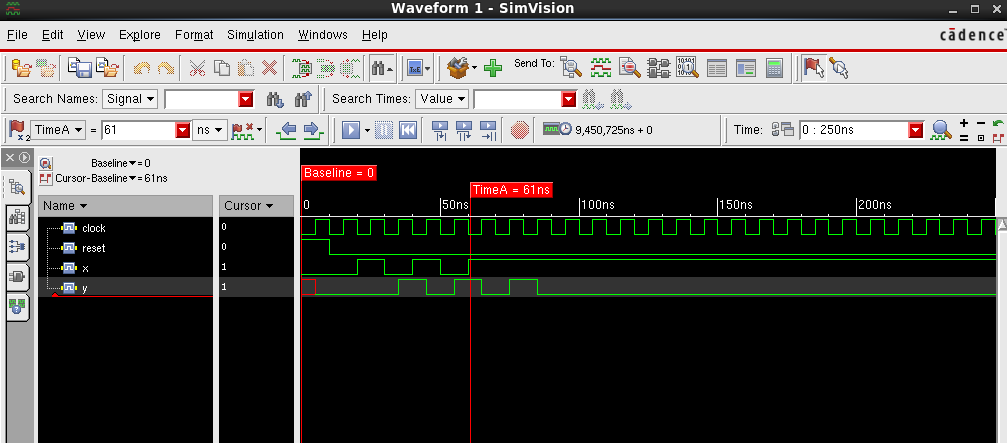 Waveform 1 - SimVision
File Edit View Explore Format Simulation Windows Help cādence
Send To:
Search Names: Signal Search Times: Value
x2 TimeA = 61 ns 9,450,725ns + 0 Time: 0 : 250ns
Baseline = 0
Cursor-Baseline = 61ns
Baseline = 0
TimeA = 61ns
Name Cursor 0 50ns 100ns 150ns 200ns
clock 0
reset 0
x 1
y 1